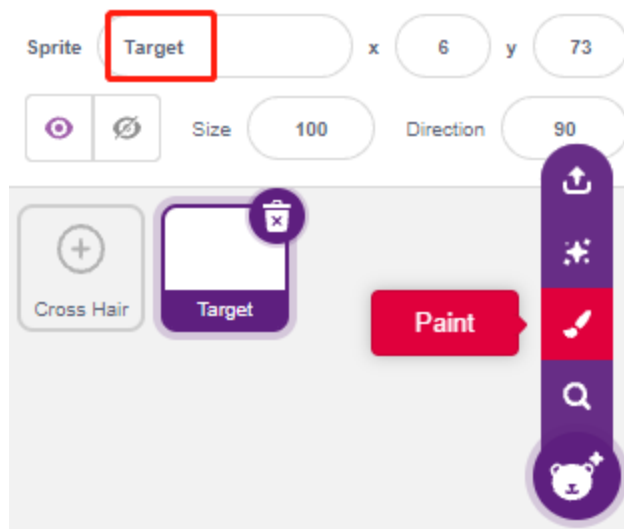 Sprite Target x 6 y 73
Size 100 Direction 90
Cross Hair
Target
Paint